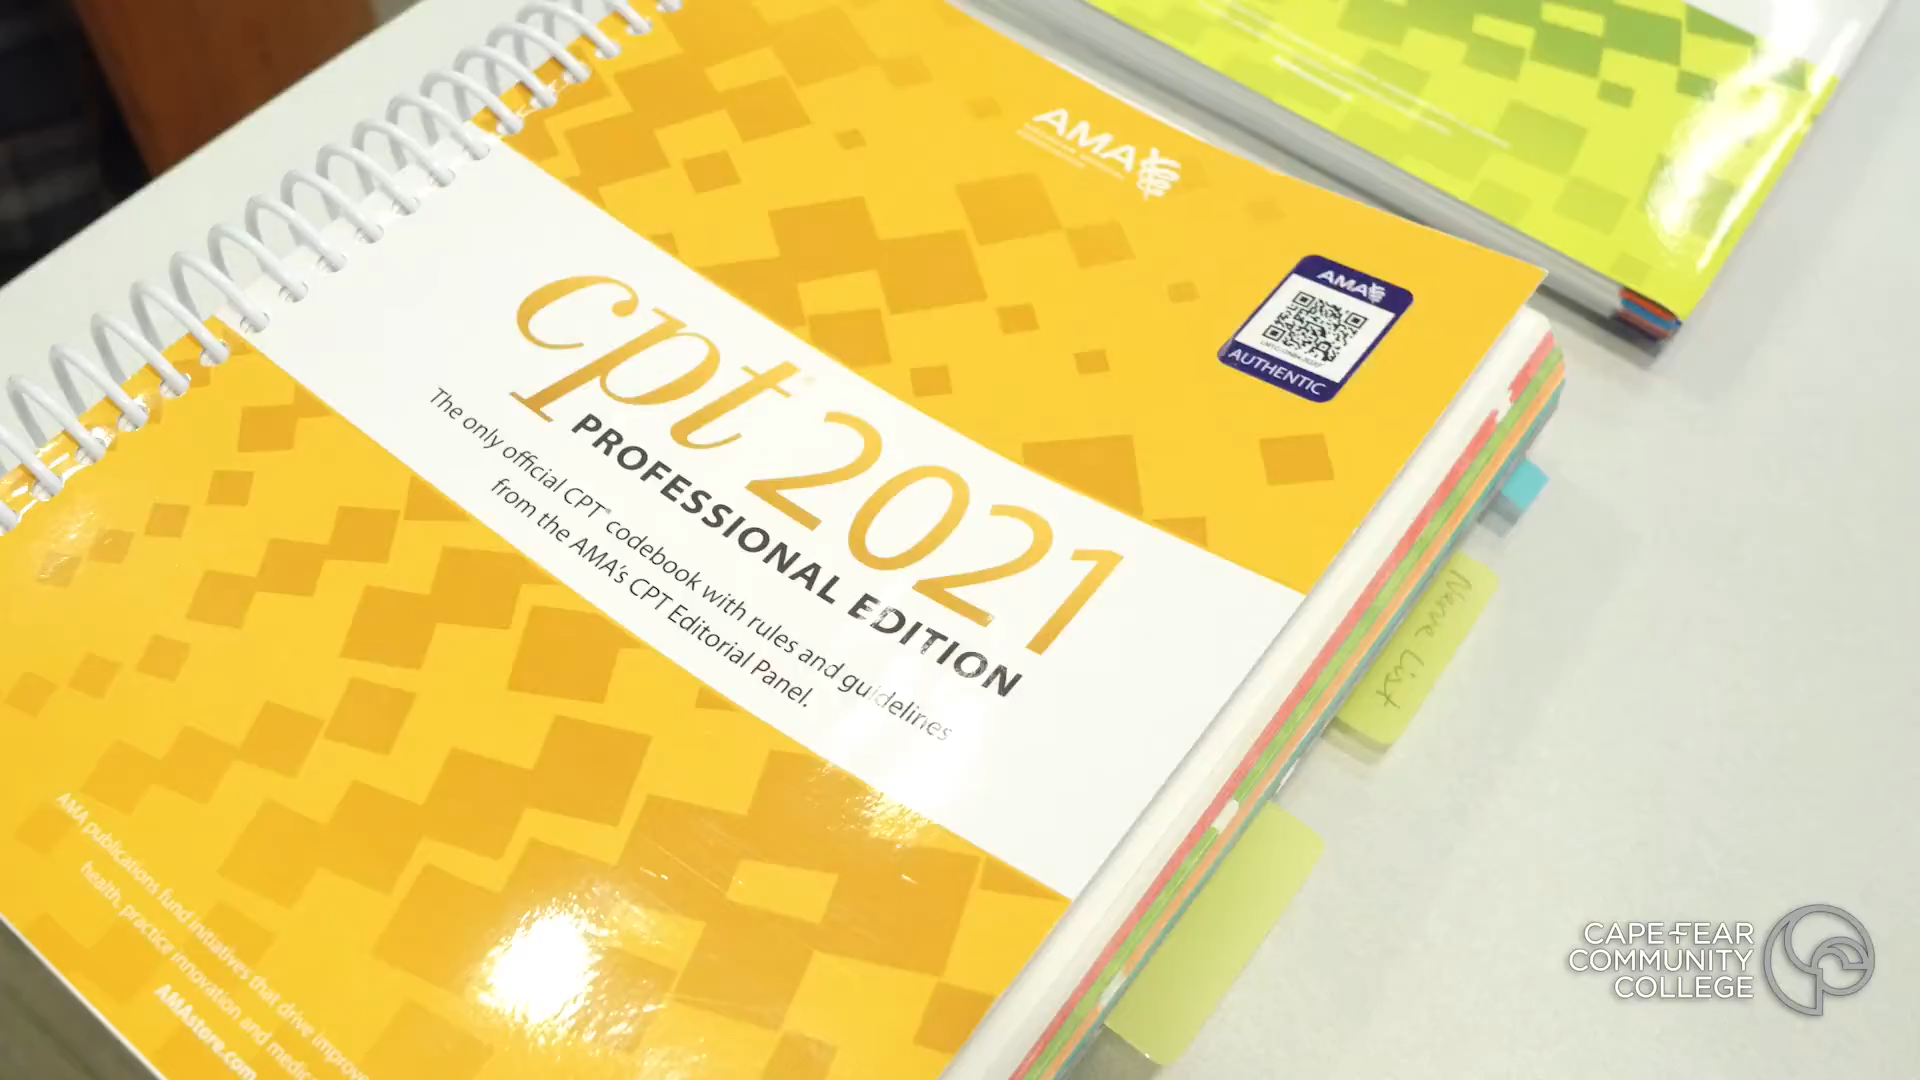 AMA
AMA
AUTHENTIC
cpt® 2021
PROFESSIONAL EDITION
The only official CPT® codebook with rules and guidelines
from the AMA's CPT Editorial Panel.
Nerve List
AMA publications fund initiatives that drive improve
health, practice innovation and medic
AMAstore.com
CAPE FEAR
COMMUNITY
COLLEGE